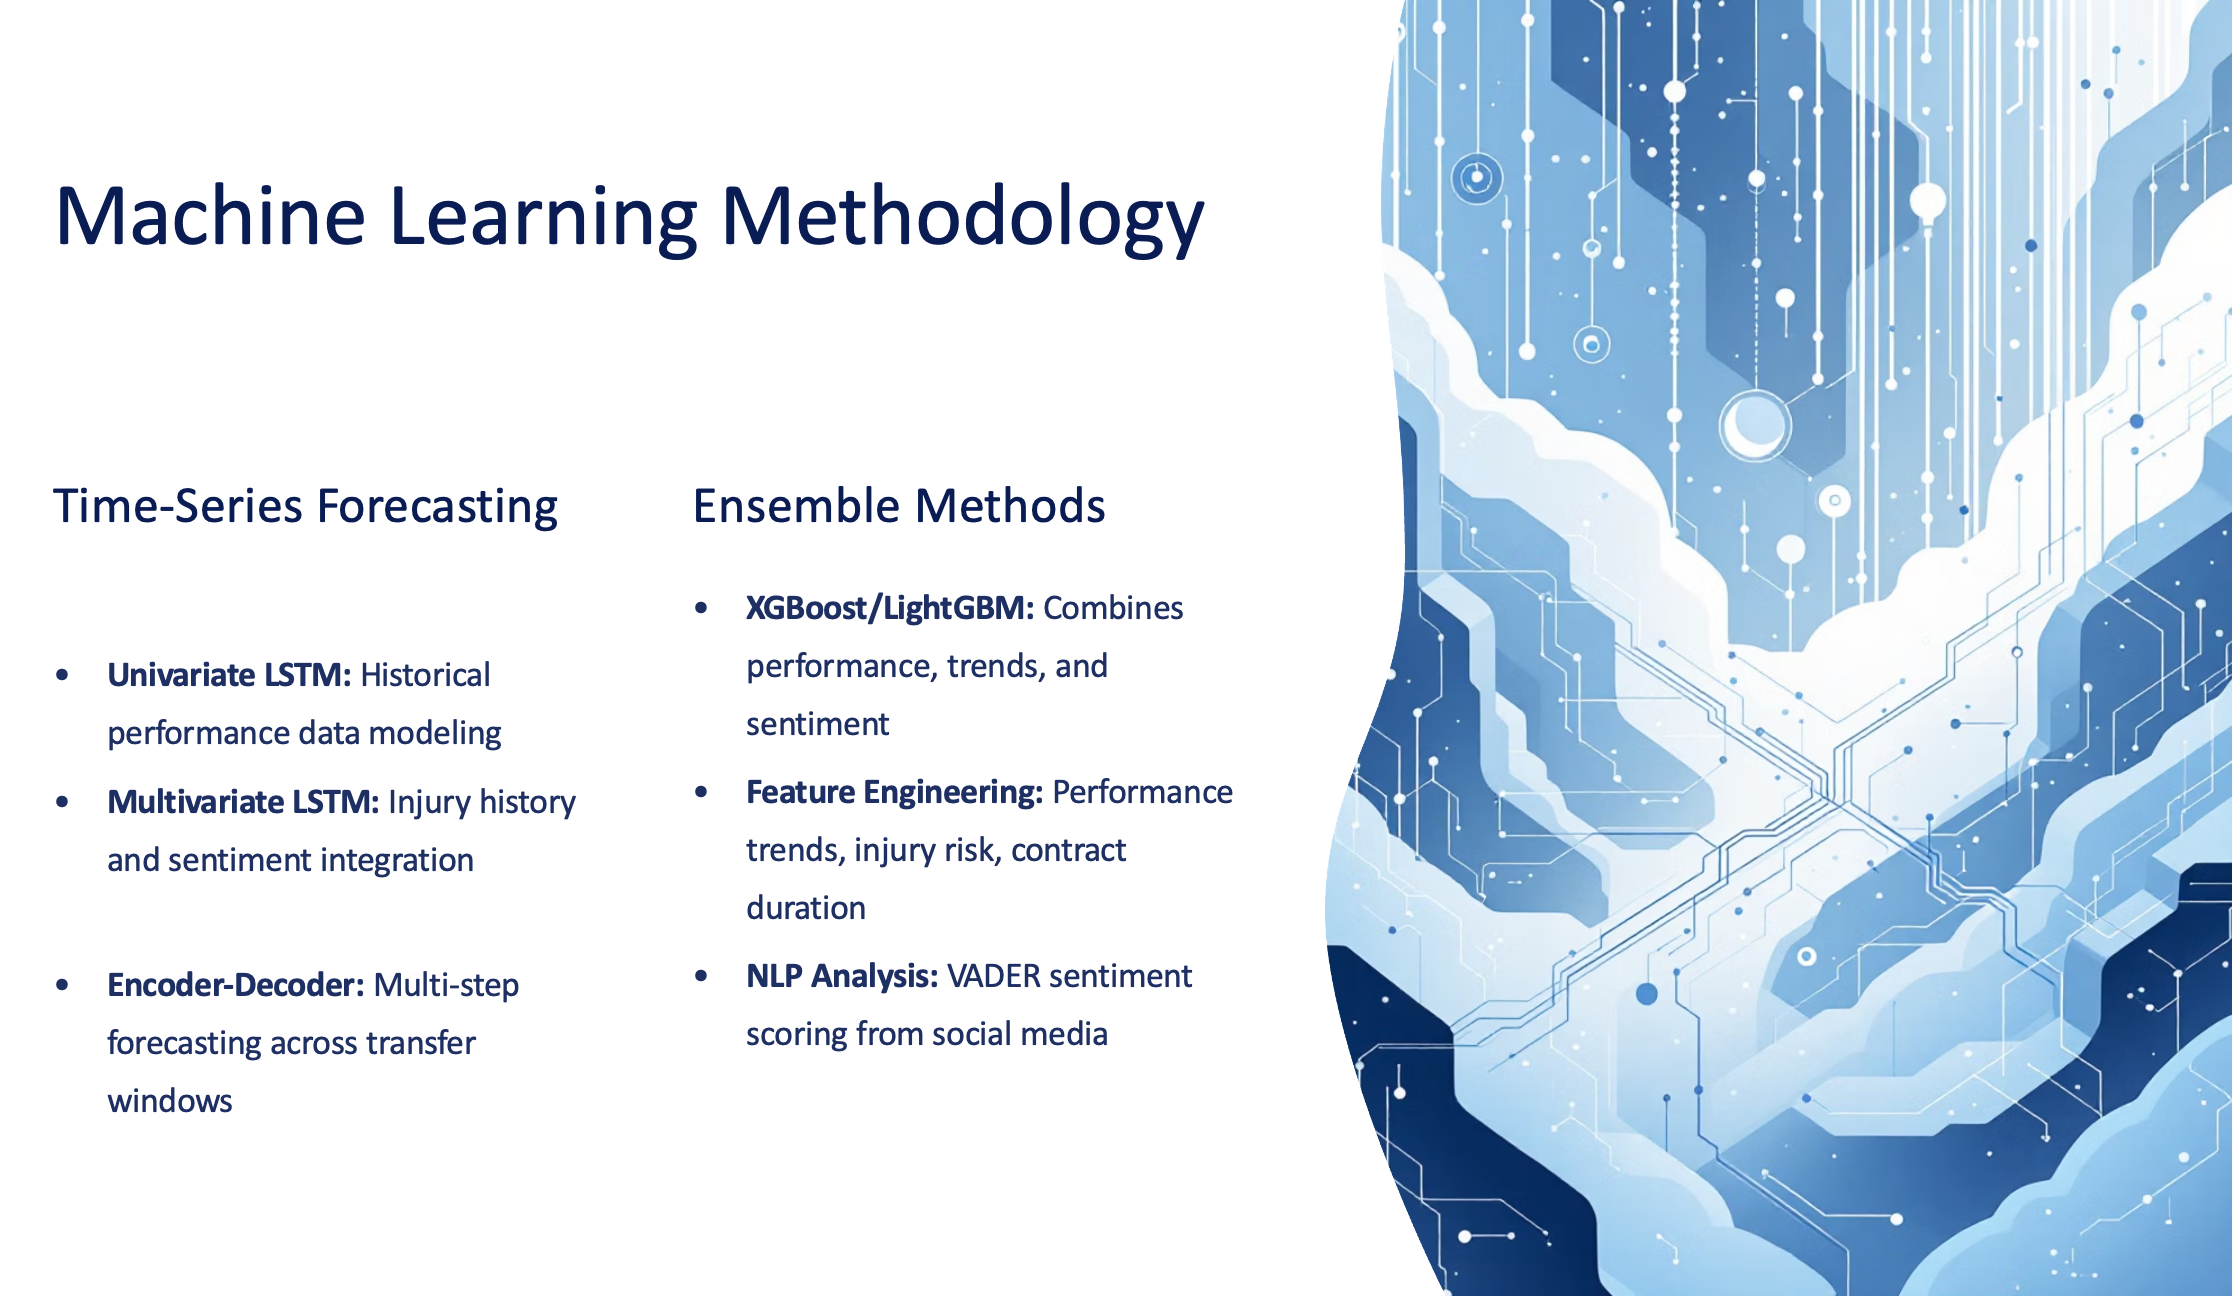 Machine Learning Methodology
Time-Series Forecasting
• Univariate LSTM: Historical
performance data modeling
• Multivariate LSTM: Injury history
and sentiment integration
• Encoder-Decoder: Multi-step
forecasting across transfer
windows
Ensemble Methods
• XGBoost/LightGBM: Combines
performance, trends, and
sentiment
• Feature Engineering: Performance
trends, injury risk, contract
duration
• NLP Analysis: VADER sentiment
scoring from social media